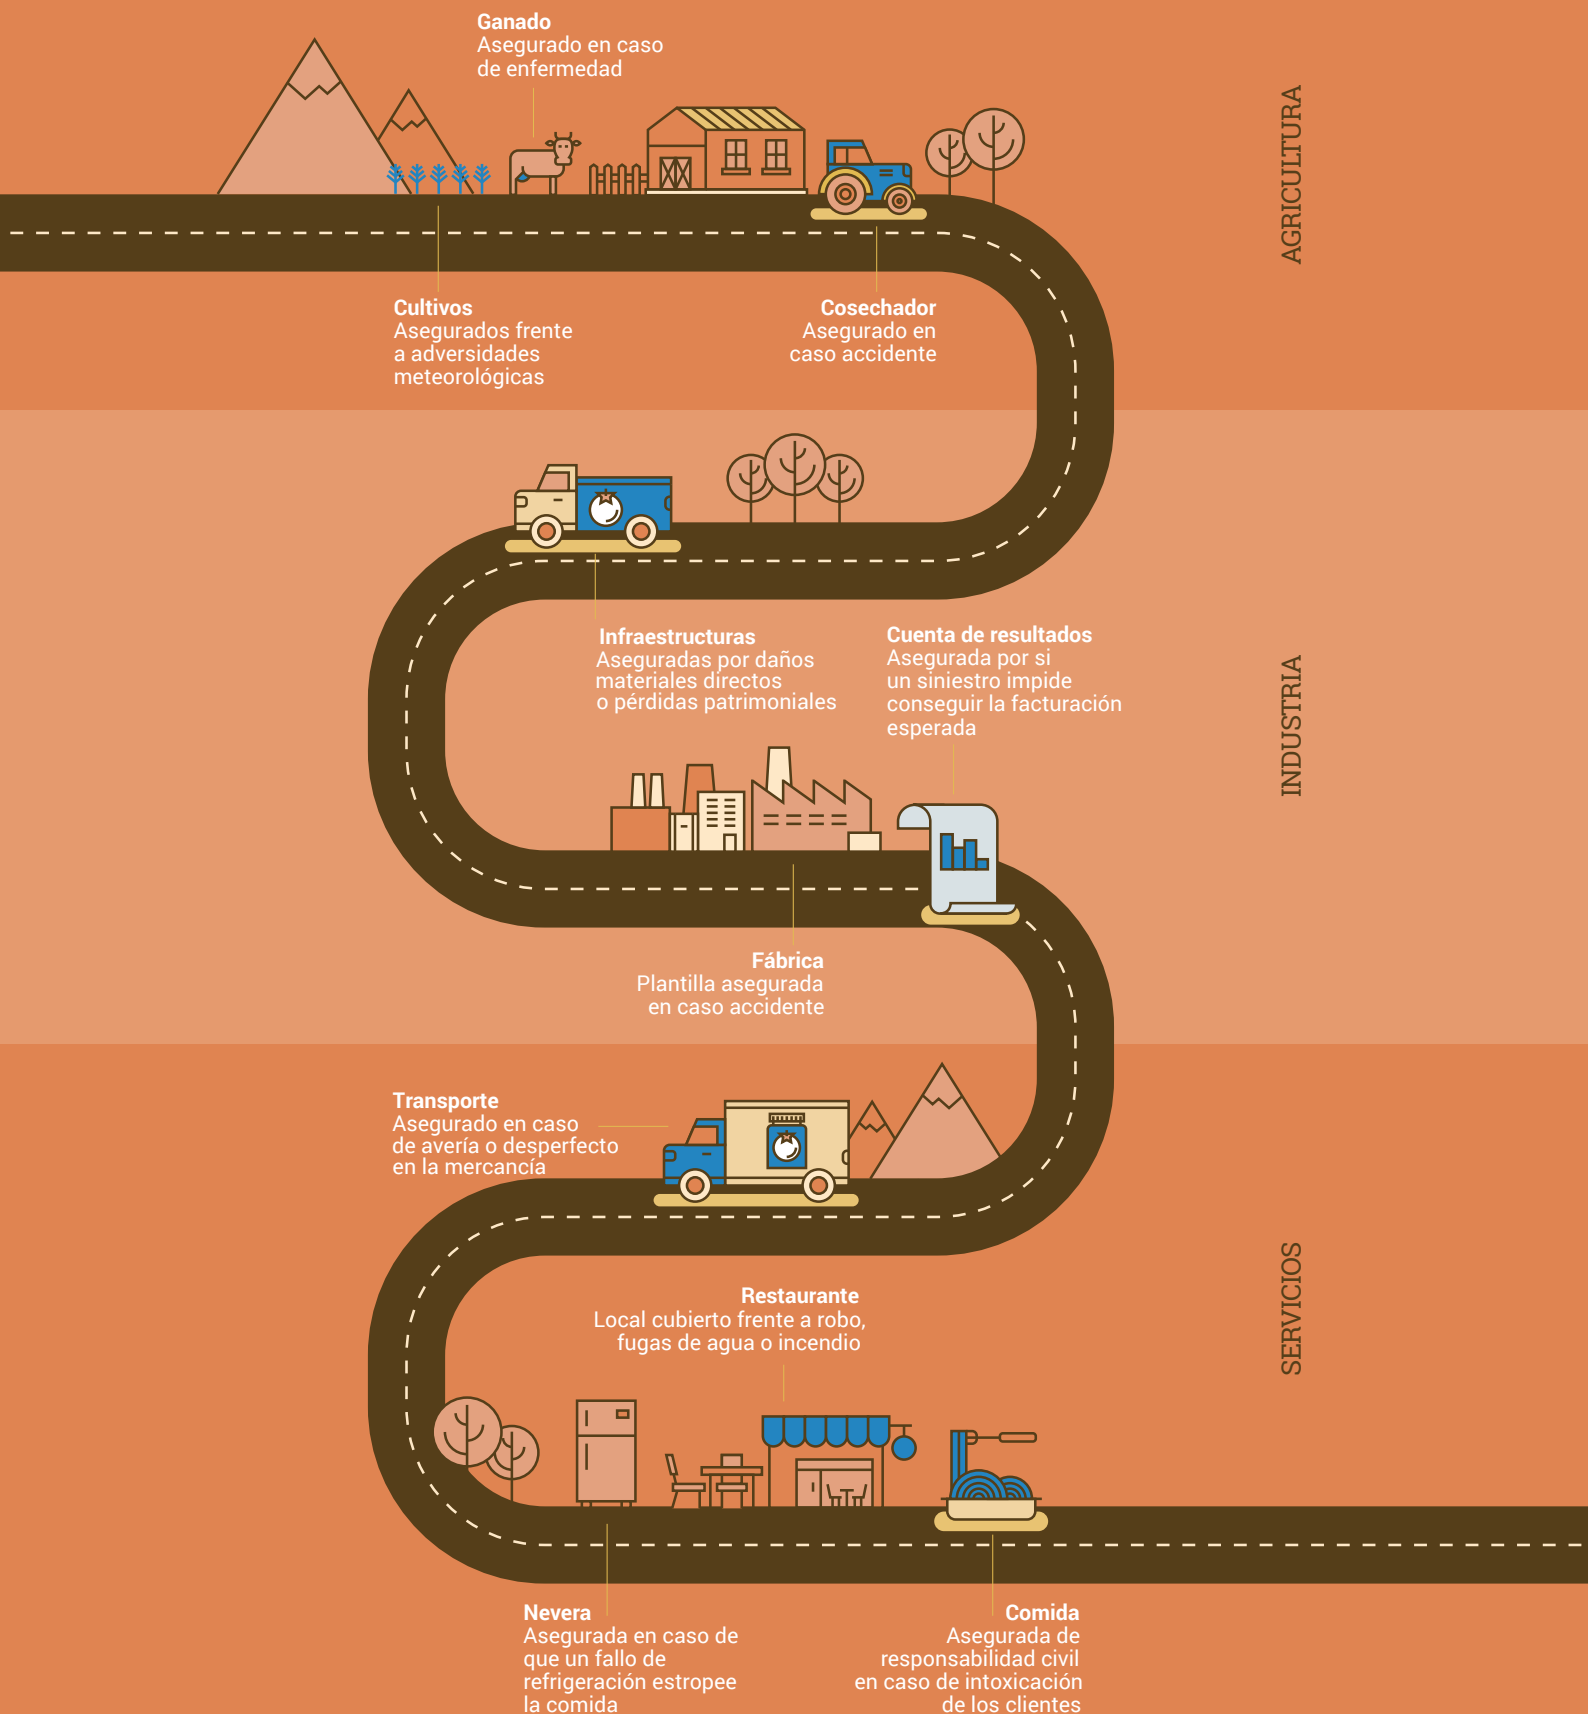 Ganado
Asegurado en caso
de enfermedad
AGRICULTURA
Cultivos
Asegurados frente
a adversidades
meteorológicas
Cosechador
Asegurado en
caso accidente
Infraestructuras
Aseguradas por daños
materiales directos
o pérdidas patrimoniales
Cuenta de resultados
Asegurada por si
un siniestro impide
conseguir la facturación
esperada
INDUSTRIA
Fábrica
Plantilla asegurada
en caso accidente
Transporte
Asegurado en caso
de avería o desperfecto
en la mercancía
Restaurante
Local cubierto frente a robo,
fugas de agua o incendio
SERVICIOS
Nevera
Asegurada en caso de
que un fallo de
refrigeración estropee
la comida
Comida
Asegurada de
responsabilidad civil
en caso de intoxicación
de los clientes